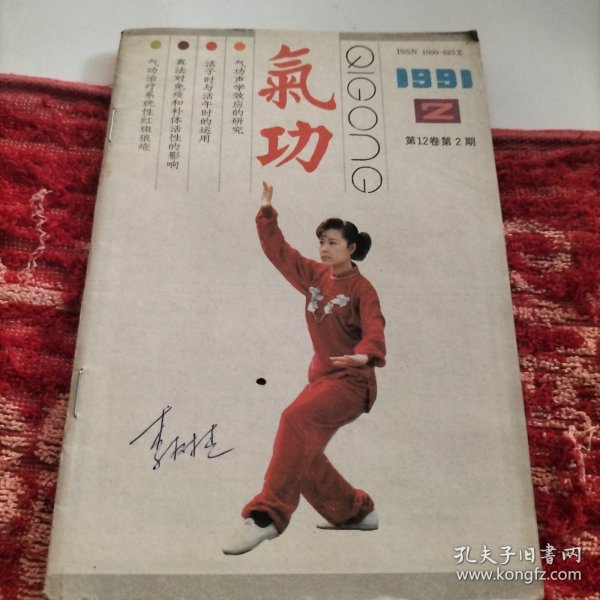 ISSN 1000-825X
1991
2
第12卷第2期
氣功
QIGONG
气功声学效应的研究
活子时与活午时的运用
真法对免疫和补体活性的影响
气功治疗系统性红斑狼疮
孔夫子旧书网
www.kongfz.com